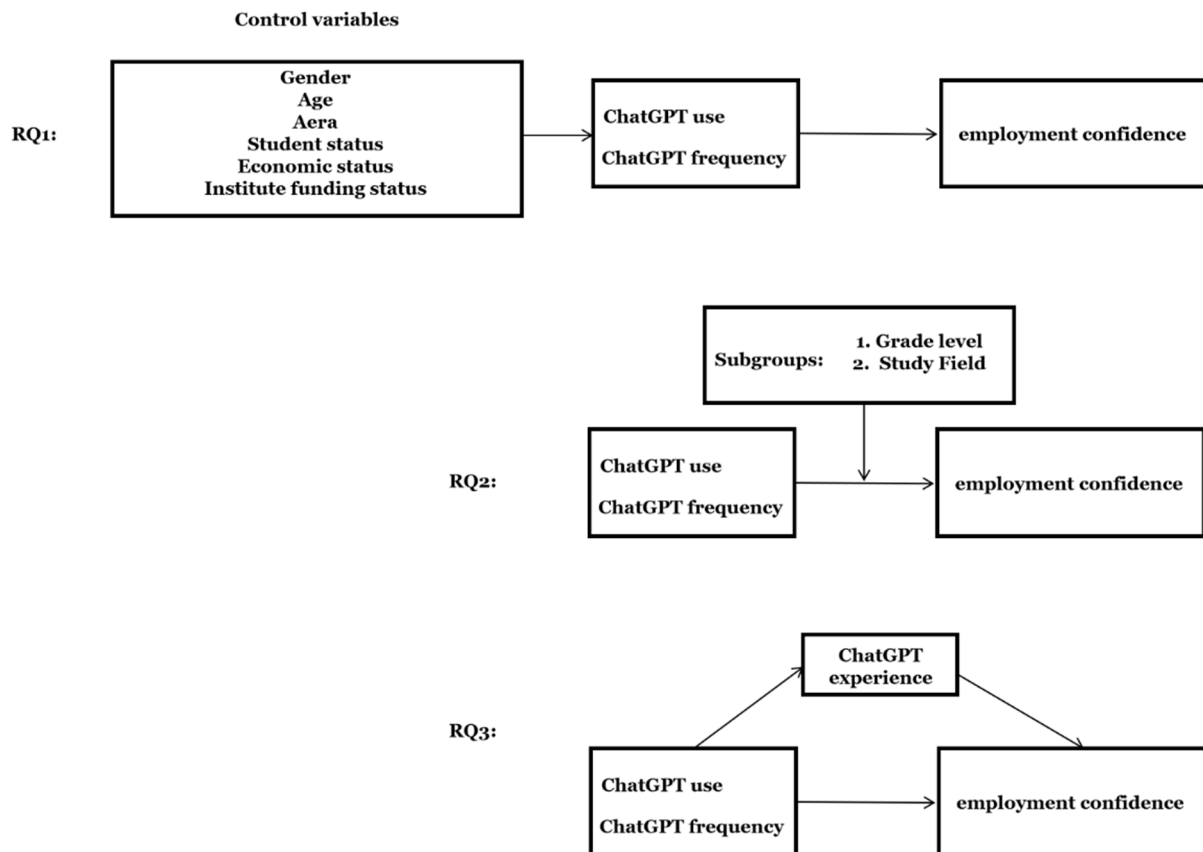 Control variables
RQ1:
Gender
Age
Aera
Student status
Economic status
Institute funding status
ChatGPT use
ChatGPT frequency
employment confidence
Subgroups:
1. Grade level
2. Study Field
RQ2:
ChatGPT use
ChatGPT frequency
employment confidence
ChatGPT
experience
RQ3:
ChatGPT use
ChatGPT frequency
employment confidence